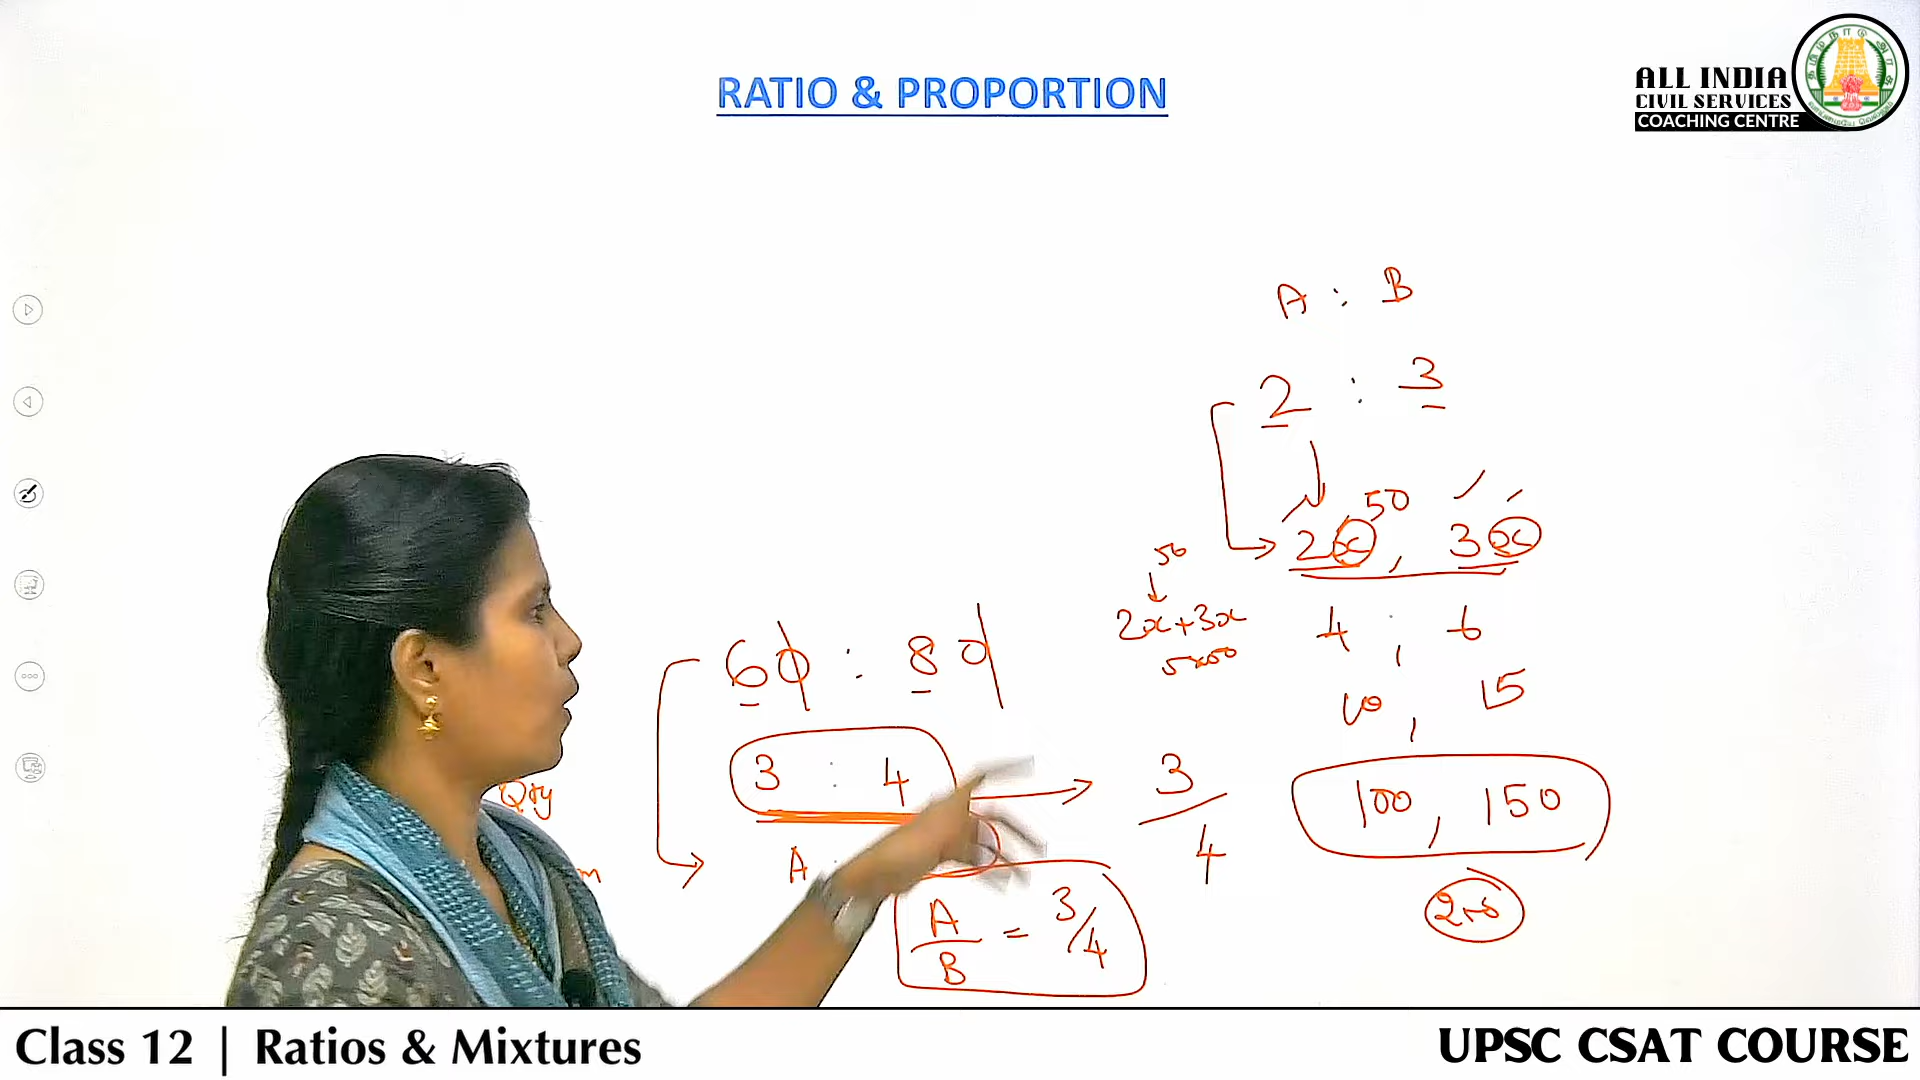 RATIO & PROPORTION
ALL INDIA
CIVIL SERVICES
COACHING CENTRE
A : B
2 : 3
50
2x , 3x
50
2x+3x
5x50
4 , 6
10 , 15
100 , 150
250
60 : 80
3 : 4
3/4
A :
A/B = 3/4
Qty
Class 12 | Ratios & Mixtures
UPSC CSAT COURSE